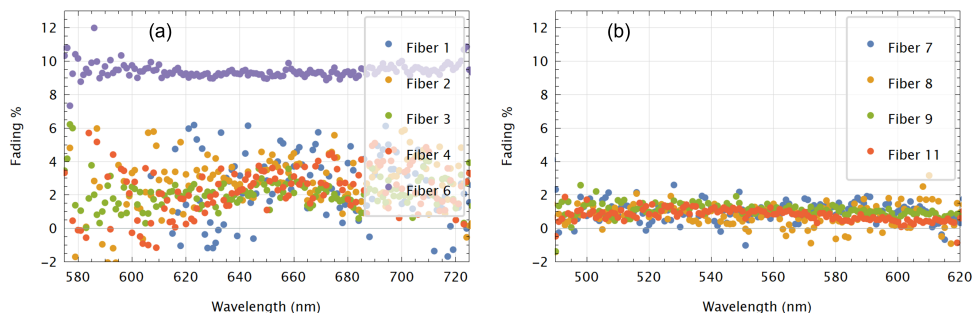 (a)
Fading %
12
10
8
6
4
2
0
−2
580 600 620 640 660 680 700 720
Wavelength (nm)
Fiber 1
Fiber 2
Fiber 3
Fiber 4
Fiber 6
(b)
Fading %
12
10
8
6
4
2
0
−2
500 520 540 560 580 600 620
Wavelength (nm)
Fiber 7
Fiber 8
Fiber 9
Fiber 11